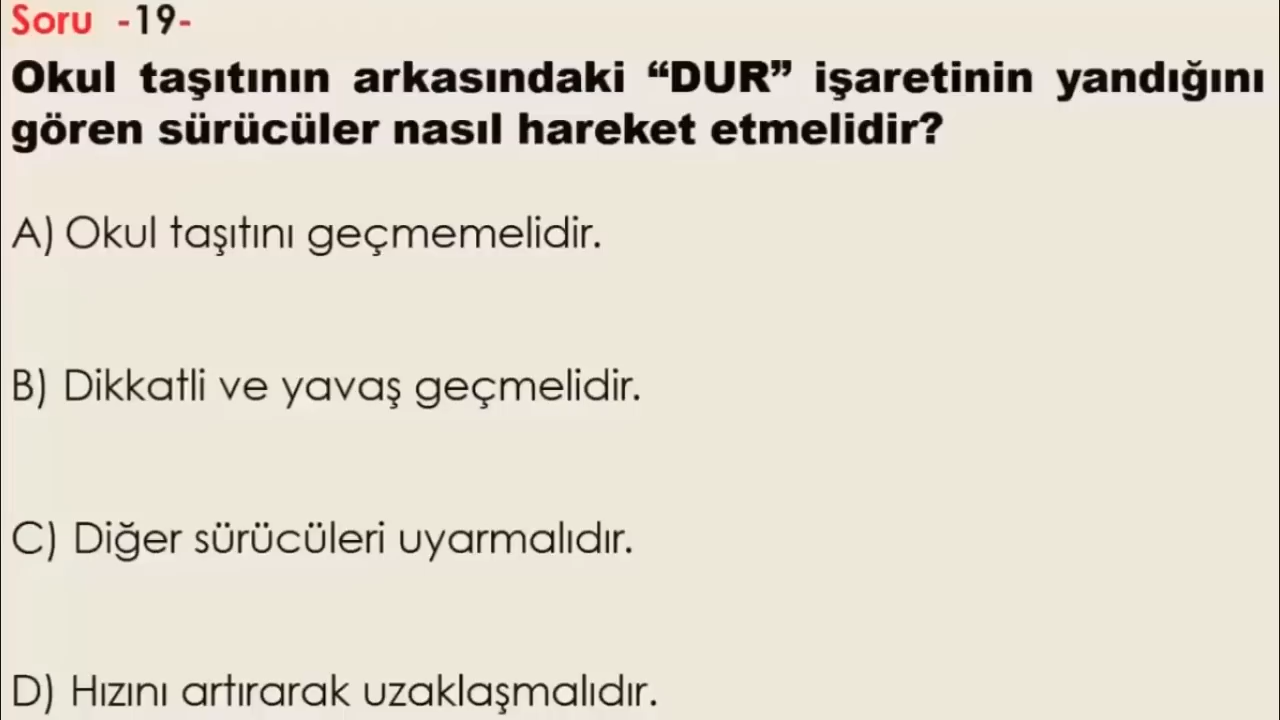 Soru -19-
Okul taşıtının arkasındaki “DUR” işaretinin yandığını
gören sürücüler nasıl hareket etmelidir?
A) Okul taşıtını geçmemelidir.
B) Dikkatli ve yavaş geçmelidir.
C) Diğer sürücüleri uyarmalıdır.
D) Hızını artırarak uzaklaşmalıdır.